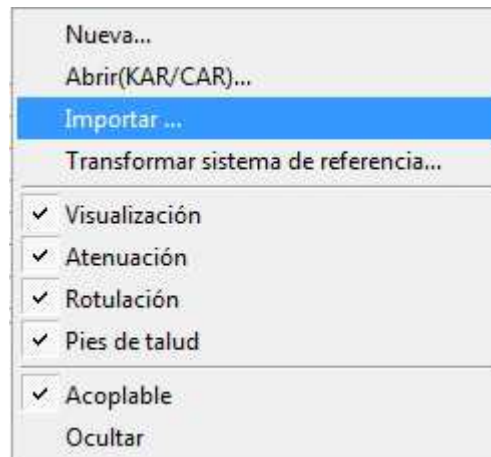 Nueva...
Abrir(KAR/CAR)...
Importar ...
Transformar sistema de referencia...
Visualización
Atenuación
Rotulación
Pies de talud
Acoplable
Ocultar